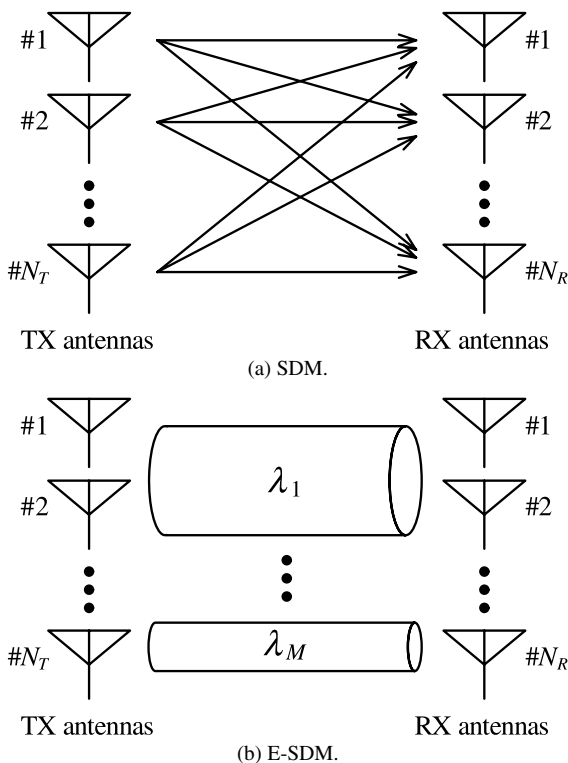 #1 #1
#2 #2
#N_T #N_R
TX antennas RX antennas
(a) SDM.
#1 #1
λ_1
#2 #2
λ_M
#N_T #N_R
TX antennas RX antennas
(b) E-SDM.